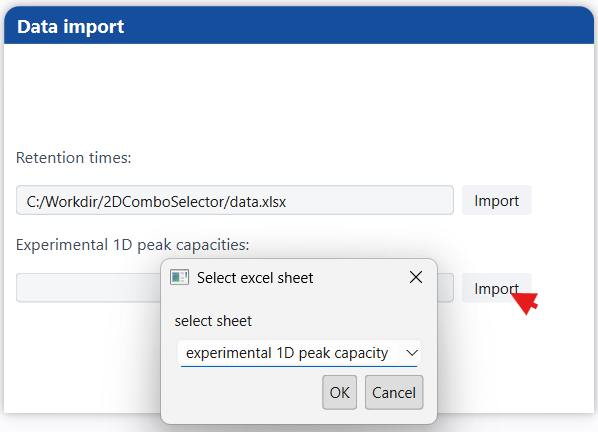 Data import
Retention times:
C:/Workdir/2DComboSelector/data.xlsx
Import
Experimental 1D peak capacities:
Import
Select excel sheet
select sheet
experimental 1D peak capacity
OK
Cancel